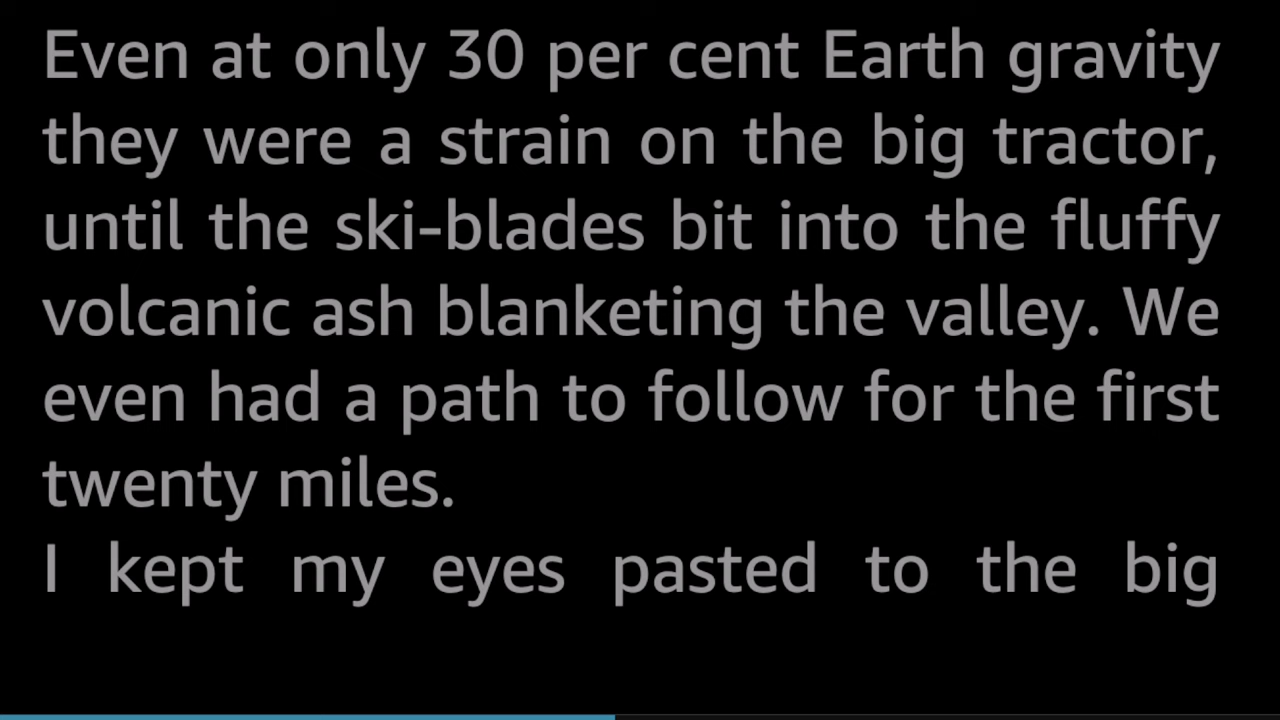 Even at only 30 per cent Earth gravity
they were a strain on the big tractor,
until the ski-blades bit into the fluffy
volcanic ash blanketing the valley. We
even had a path to follow for the first
twenty miles.
I kept my eyes pasted to the big